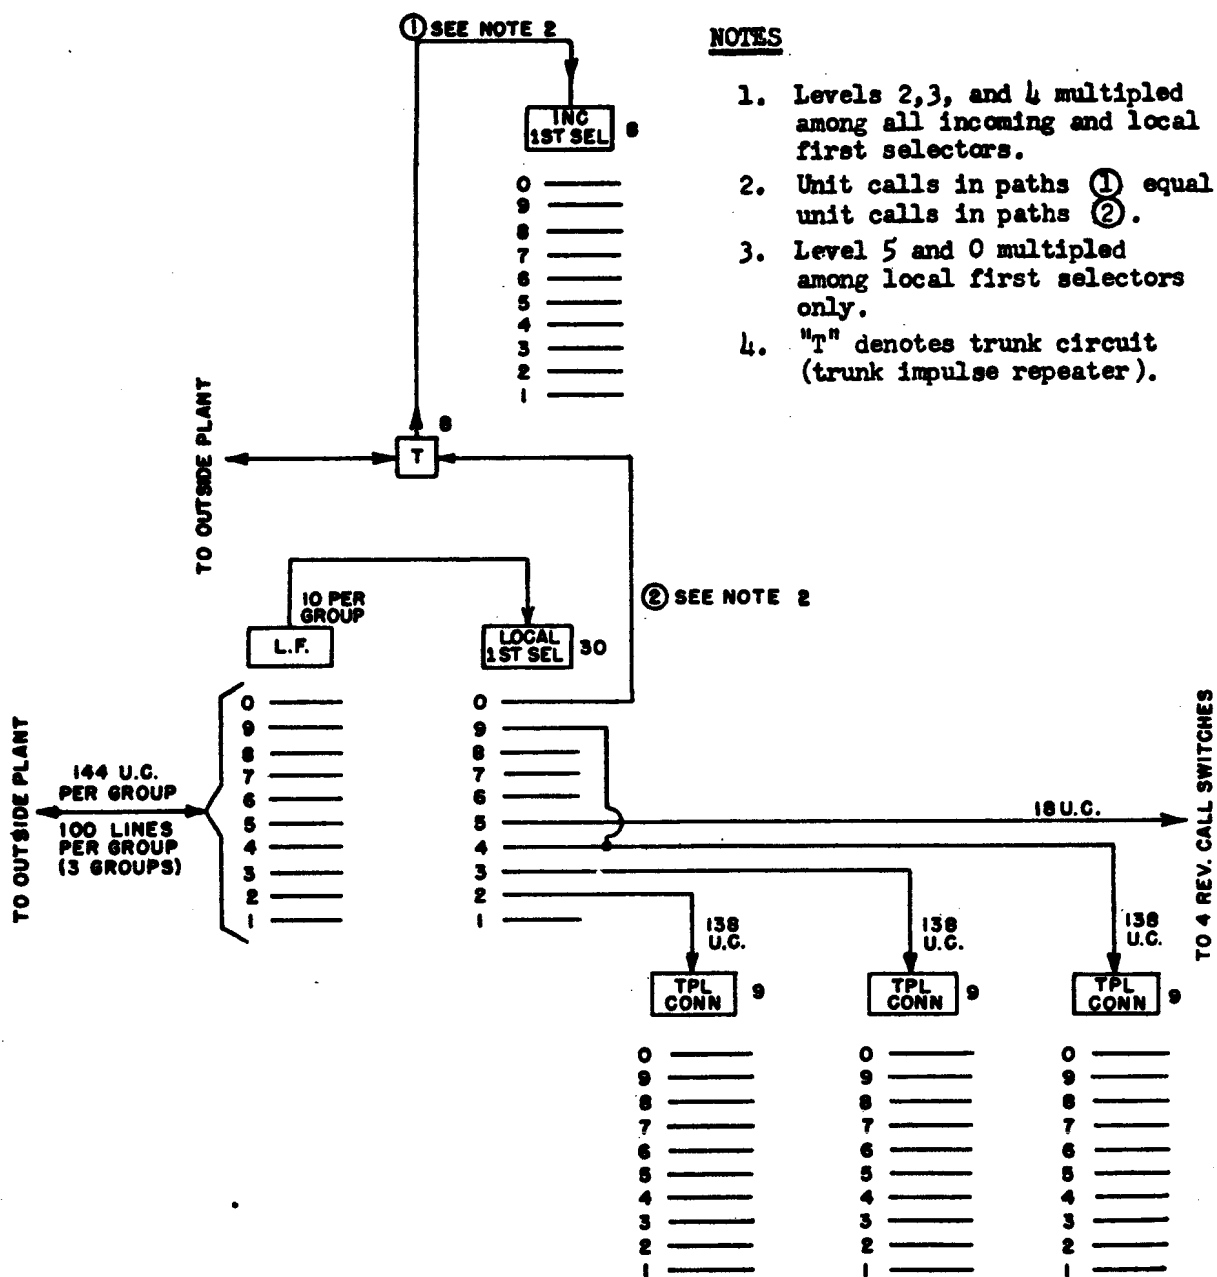 ① SEE NOTE 2
INC
1ST SEL
8
0
9
8
7
6
5
4
3
2
1
NOTES
1. Levels 2,3, and 4 multipled
among all incoming and local
first selectors.
2. Unit calls in paths ① equal
unit calls in paths ②.
3. Level 5 and 0 multipled
among local first selectors
only.
4. "T" denotes trunk circuit
(trunk impulse repeater).
TO OUTSIDE PLANT
8
T
② SEE NOTE 2
10 PER
GROUP
L.F.
LOCAL
1ST SEL
30
TO OUTSIDE PLANT
144 U.C.
PER GROUP
100 LINES
PER GROUP
(3 GROUPS)
0
9
8
7
6
5
4
3
2
1
0
9
8
7
6
5
4
3
2
1
18 U.C.
TO 4 REV. CALL SWITCHES
138
U.C.
138
U.C.
138
U.C.
TPL
CONN
9
TPL
CONN
9
TPL
CONN
9
0
9
8
7
6
5
4
3
2
1
0
9
8
7
6
5
4
3
2
1
0
9
8
7
6
5
4
3
2
1